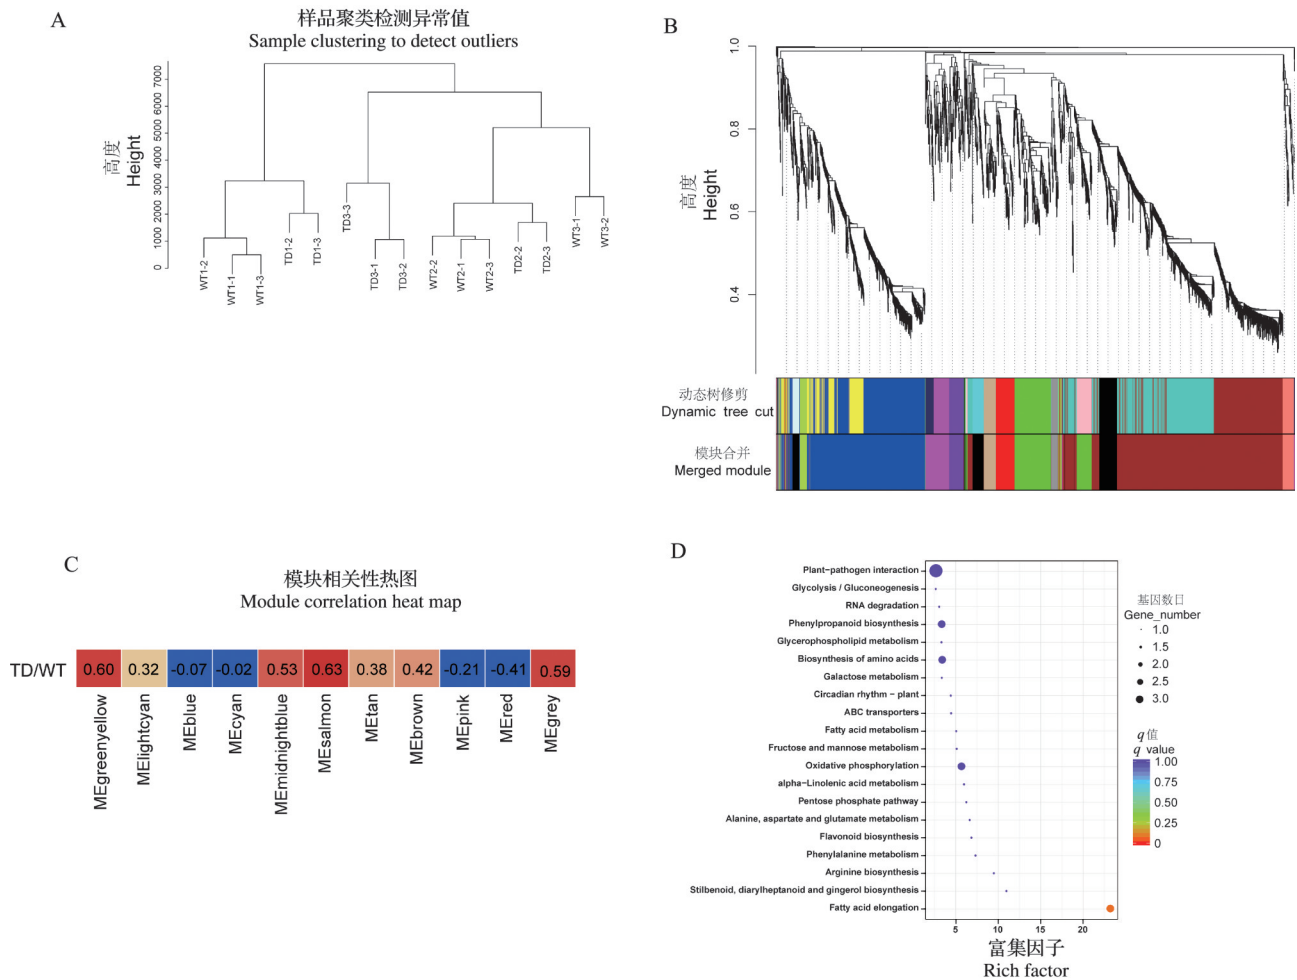 A
样品聚类检测异常值
Sample clustering to detect outliers
高度
Height
7000
6000
5000
4000
3000
2000
1000
0
WT1-2
WT1-1
WT1-3
TD1-2
TD1-3
TD3-3
TD3-1
TD3-2
WT2-2
WT2-1
WT2-3
TD2-2
TD2-3
WT3-1
WT3-2
B
高度
Height
1.0
0.8
0.6
0.4
动态树修剪
Dynamic tree cut
模块合并
Merged module
C
模块相关性热图
Module correlation heat map
TD/WT
0.60 0.32 -0.07 -0.02 0.53 0.63 0.38 0.42 -0.21 -0.41 0.59
MEgreenyellow
MElightcyan
MEblue
MEcyan
MEmidnightblue
MEsalmon
MEtan
MEbrown
MEpink
MEred
MEgrey
D
Plant-pathogen interaction
Glycolysis / Gluconeogenesis
RNA degradation
Phenylpropanoid biosynthesis
Glycerophospholipid metabolism
Biosynthesis of amino acids
Galactose metabolism
Circadian rhythm - plant
ABC transporters
Fatty acid metabolism
Fructose and mannose metabolism
Oxidative phosphorylation
alpha-Linolenic acid metabolism
Pentose phosphate pathway
Alanine, aspartate and glutamate metabolism
Flavonoid biosynthesis
Phenylalanine metabolism
Arginine biosynthesis
Stilbenoid, diarylheptanoid and gingerol biosynthesis
Fatty acid elongation
5 10 15 20
富集因子
Rich factor
基因数目
Gene_number
1.0
1.5
2.0
2.5
3.0
q值
q value
1.00
0.75
0.50
0.25
0